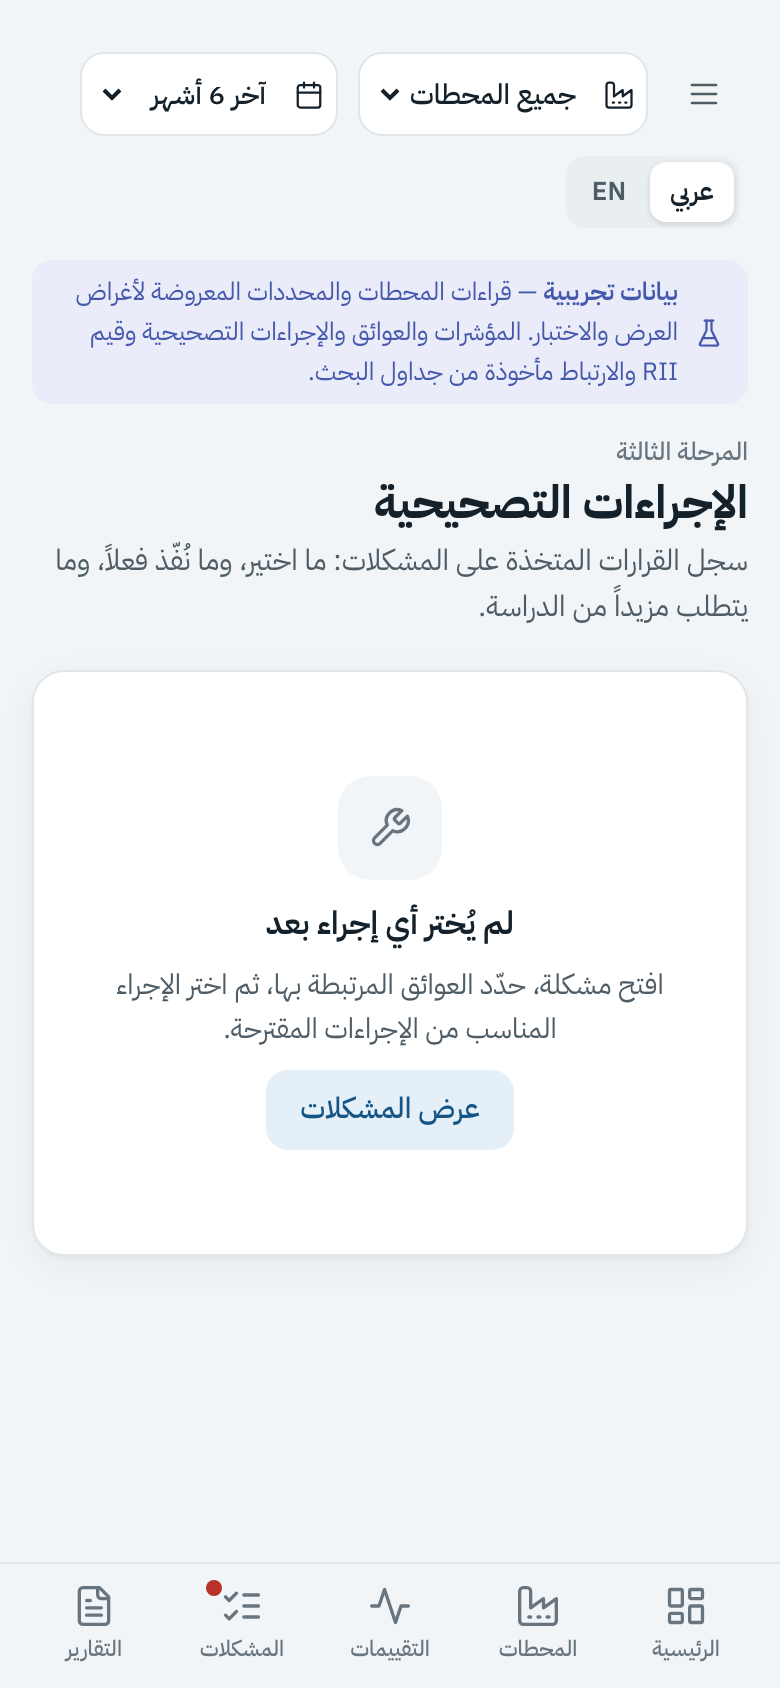 جميع المحطات
آخر 6 أشهر
عربي
EN
بيانات تجريبية — قراءات المحطات والمحددات المعروضة لأغراض
العرض والاختبار. المؤشرات والعوائق والإجراءات التصحيحية وقيم
RII والارتباط مأخوذة من جداول البحث.
المرحلة الثالثة
الإجراءات التصحيحية
سجل القرارات المتخذة على المشكلات: ما اختير، وما نُفّذ فعلاً، وما
يتطلب مزيداً من الدراسة.
لم يُختر أي إجراء بعد
افتح مشكلة، حدّد العوائق المرتبطة بها، ثم اختر الإجراء
المناسب من الإجراءات المقترحة.
عرض المشكلات
الرئيسية
المحطات
التقييمات
المشكلات
التقارير